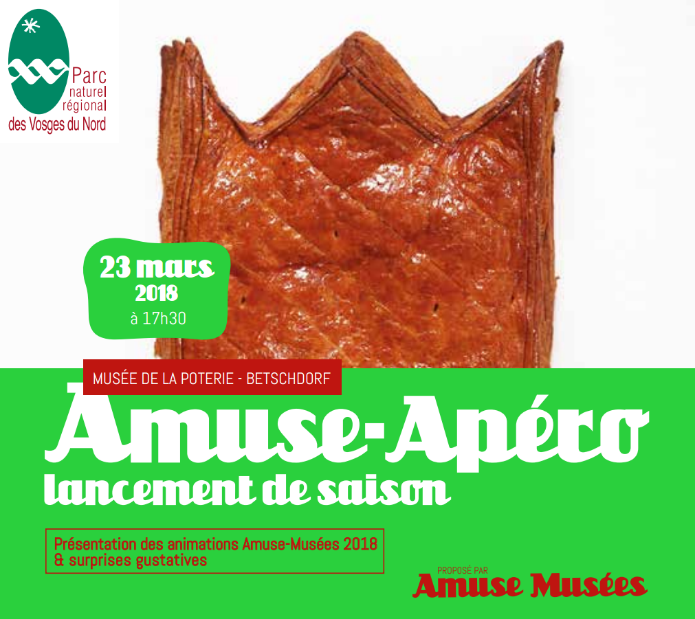 Parc
naturel
régional
des Vosges du Nord
23 mars
2018
à 17h30
MUSÉE DE LA POTERIE - BETSCHDORF
Amuse-Apéro
lancement de saison
Présentation des animations Amuse-Musées 2018
& surprises gustatives
PROPOSÉ PAR
Amuse Musées